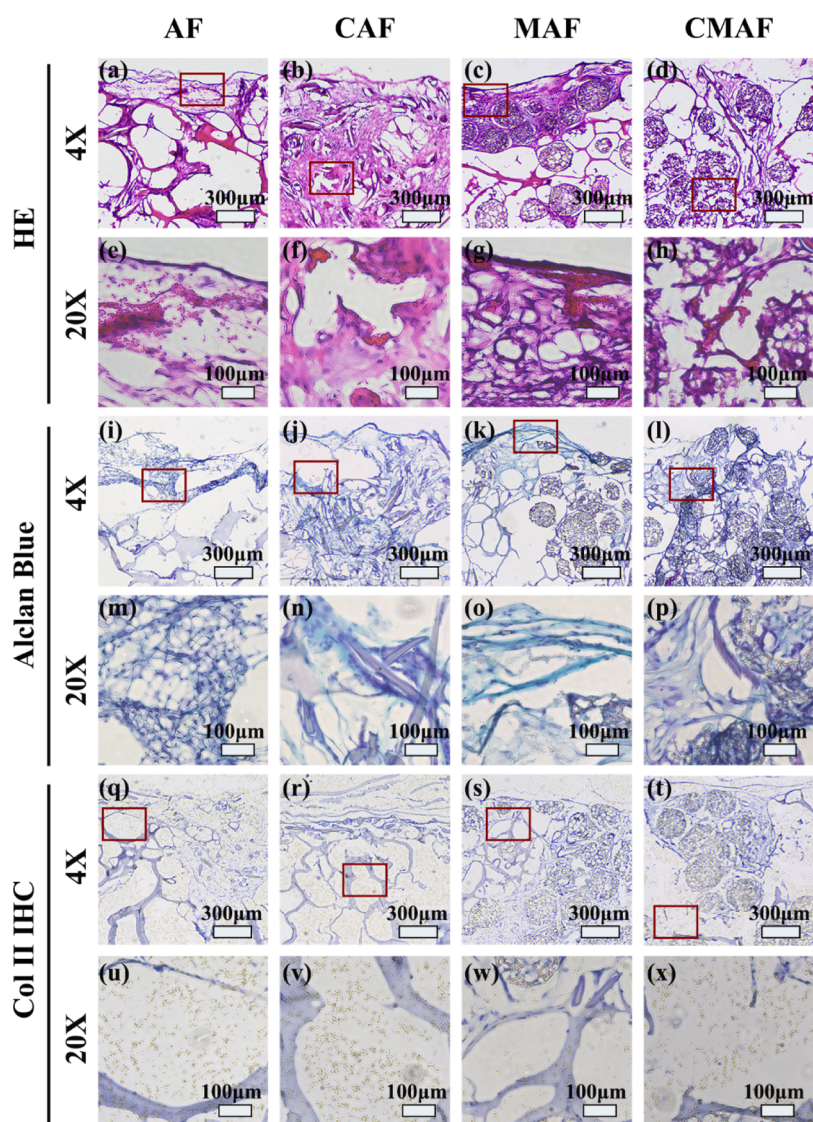 AF CAF MAF CMAF
HE
4X
(a) (b) (c) (d)
300μm 300μm 300μm 300μm
20X
(e) (f) (g) (h)
100μm 100μm 100μm 100μm
Alclan Blue
4X
(i) (j) (k) (l)
300μm 300μm 300μm 300μm
20X
(m) (n) (o) (p)
100μm 100μm 100μm 100μm
Col II IHC
4X
(q) (r) (s) (t)
300μm 300μm 300μm 300μm
20X
(u) (v) (w) (x)
100μm 100μm 100μm 100μm